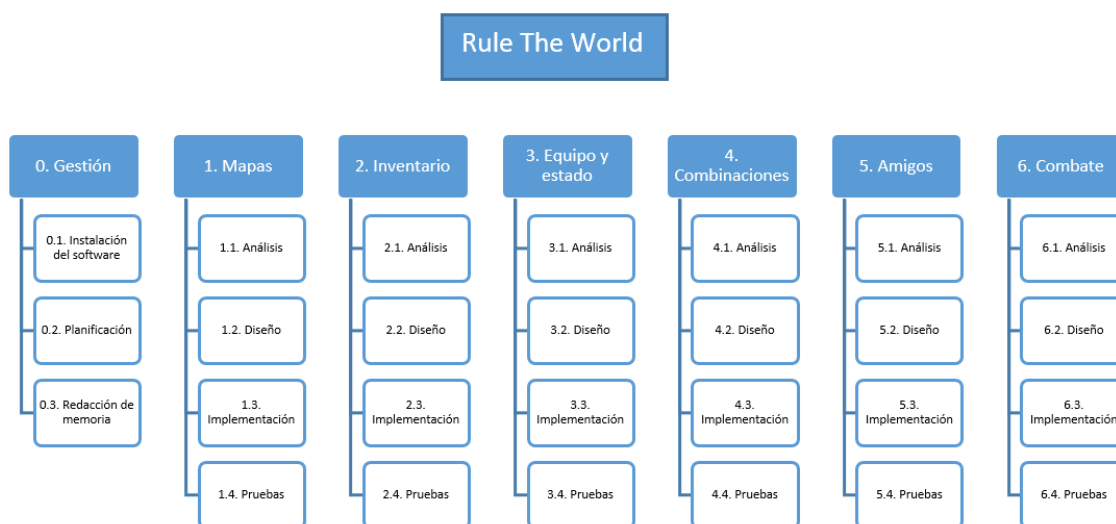 Rule The World
0. Gestión
1. Mapas
2. Inventario
3. Equipo y
estado
4.
Combinaciones
5. Amigos
6. Combate
0.1. Instalación
del software
1.1. Análisis
2.1. Análisis
3.1. Análisis
4.1. Análisis
5.1. Análisis
6.1. Análisis
0.2. Planificación
1.2. Diseño
2.2. Diseño
3.2. Diseño
4.2. Diseño
5.2. Diseño
6.2. Diseño
0.3. Redacción de
memoria
1.3.
Implementación
2.3.
Implementación
3.3.
Implementación
4.3.
Implementación
5.3.
Implementación
6.3.
Implementación
1.4. Pruebas
2.4. Pruebas
3.4. Pruebas
4.4. Pruebas
5.4. Pruebas
6.4. Pruebas